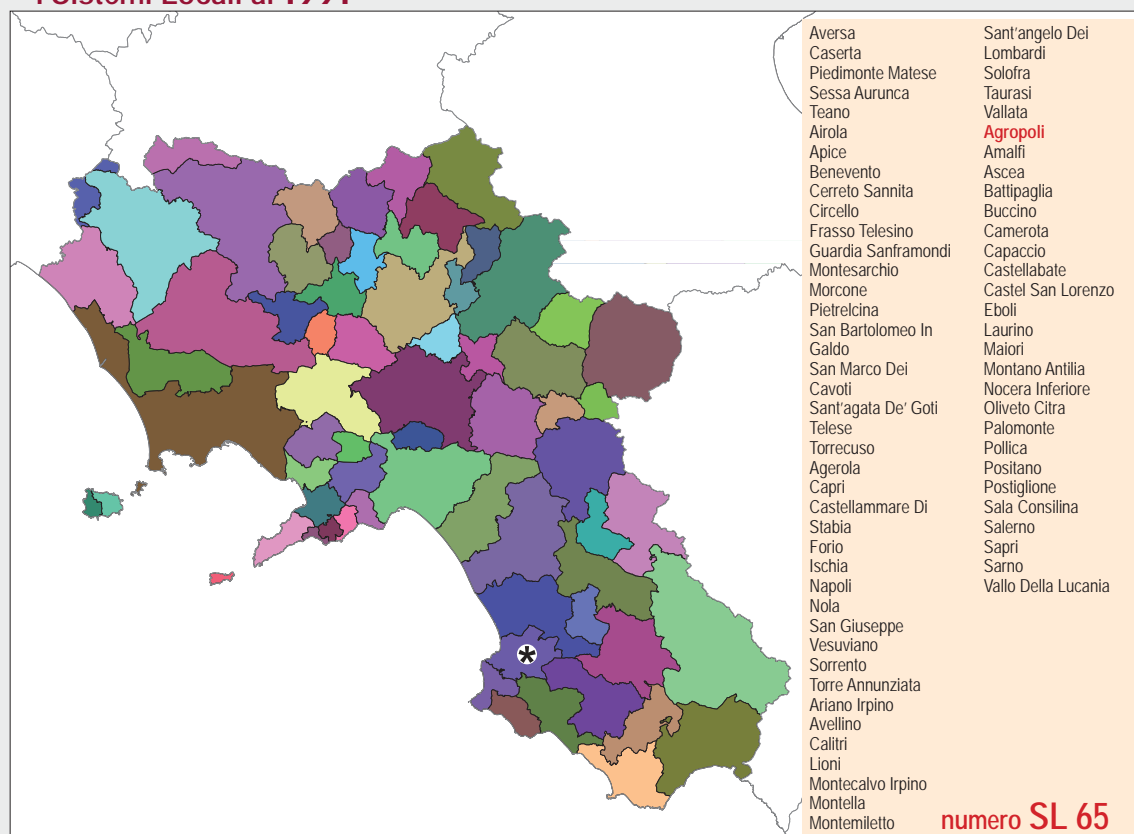 i Sistemi Locali al 1991
Aversa
Caserta
Piedimonte Matese
Sessa Aurunca
Teano
Airola
Apice
Benevento
Cerreto Sannita
Circello
Frasso Telesino
Guardia Sanframondi
Montesarchio
Morcone
Pietrelcina
San Bartolomeo In
Galdo
San Marco Dei
Cavoti
Sant'agata De' Goti
Telese
Torrecuso
Agerola
Capri
Castellammare Di
Stabia
Forio
Ischia
Napoli
Nola
San Giuseppe
Vesuviano
Sorrento
Torre Annunziata
Ariano Irpino
Avellino
Calitri
Lioni
Montecalvo Irpino
Montella
Montemiletto
Sant'angelo Dei
Lombardi
Solofra
Taurasi
Vallata
Agropoli
Amalfi
Ascea
Battipaglia
Buccino
Camerota
Capaccio
Castellabate
Castel San Lorenzo
Eboli
Laurino
Maiori
Montano Antilia
Nocera Inferiore
Oliveto Citra
Palomonte
Pollica
Positano
Postiglione
Sala Consilina
Salerno
Sapri
Sarno
Vallo Della Lucania
numero SL 65
*